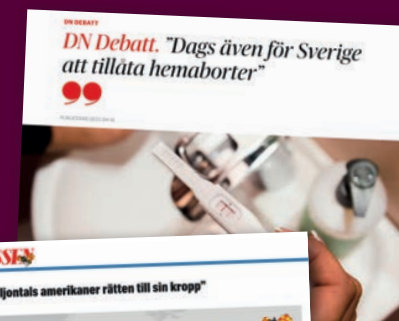 DN DEBATT
DN Debatt. "Dags även för Sverige
att tillåta hemaborter"
ljontals amerikaner rätten till sin kropp"